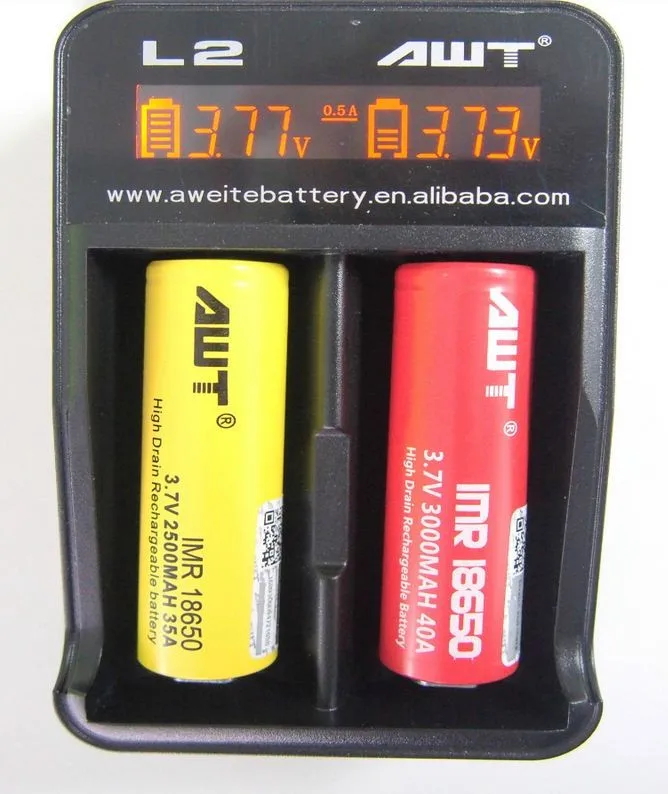 L2 AWT®
3.77V 0.5A 3.73V
www.aweitebattery.en.alibaba.com
AWT®
IMR 18650
3.7V 2500MAH 35A
High Drain Rechargeable battery
AWT®
IMR 18650
3.7V 3000MAH 40A
High Drain Rechargeable Battery